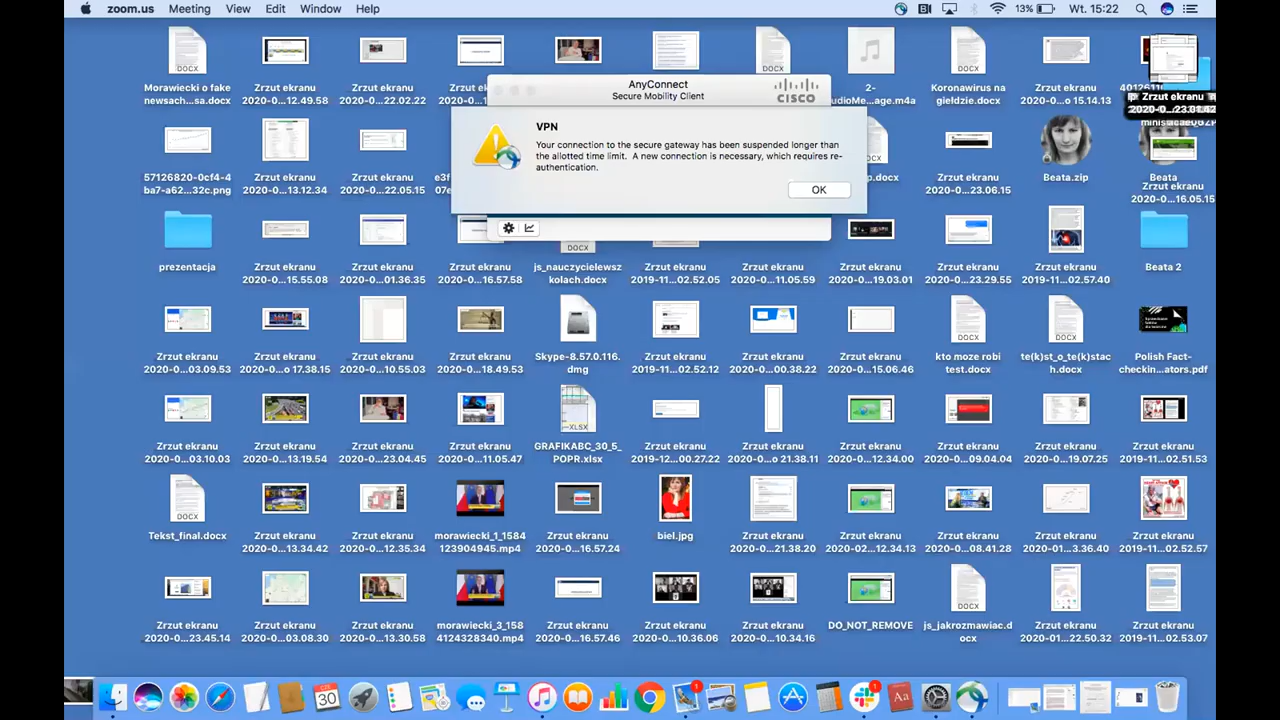 zoom.us Meeting View Edit Window Help 13% Wt. 15:22
AnyConnect
Secure Mobility Client
CISCO
VPN
Your connection to the secure gateway has been suspended longer than
the allotted time limit. A new connection is necessary, which requires re-
authentication.
OK
DOCX DOCX DOCX
Morawiecki o fake Zrzut ekranu Zrzut ekranu Koronawirus na Zrzut ekranu Zrzut ekranu
newsach...sa.docx 2020-0...12.49.58 2020-0...22.02.22 giełdzie.docx 2020-0...o 15.14.13
57126820-0cf4-4 Zrzut ekranu Zrzut ekranu Zrzut ekranu Beata.zip Beata
ba7-a62...32c.png 2020-0...13.12.34 2020-0...22.05.15 2020-0...23.06.15
Zrzut ekranu
2020-0...16.05.15
prezentacja Zrzut ekranu Zrzut ekranu Zrzut ekranu js_nauczycielewsz Zrzut ekranu Zrzut ekranu Zrzut ekranu Zrzut ekranu Zrzut ekranu Beata 2
2020-0...15.55.08 2020-0...01.36.35 2020-0...16.57.58 kolach.docx 2019-11...02.52.05 2020-0...11.05.59 2020-0...19.03.01 2020-0...23.29.55 2019-11...02.57.40
Zrzut ekranu Zrzut ekranu Zrzut ekranu Zrzut ekranu Skype-8.57.0.116. Zrzut ekranu Zrzut ekranu Zrzut ekranu kto moze robi te(k)st_o_te(k)stac Polish Fact-
2020-0...03.09.53 2020-0...o 17.38.15 2020-0...10.55.03 2020-0...18.49.53 dmg 2019-11...02.52.12 2020-0...00.38.22 2020-0...15.06.46 test.docx h.docx checkin...ators.pdf
XLSX
Zrzut ekranu Zrzut ekranu Zrzut ekranu Zrzut ekranu GRAFIKABC_30_5_ Zrzut ekranu Zrzut ekranu Zrzut ekranu Zrzut ekranu Zrzut ekranu Zrzut ekranu
2020-0...03.10.03 2020-0...13.19.54 2020-0...23.04.45 2020-0...11.05.47 POPR.xlsx 2019-12...00.27.22 2020-0...o 21.38.11 2020-0...12.34.00 2020-0...09.04.04 2020-0...19.07.25 2019-11...02.51.53
DOCX
Tekst_final.docx Zrzut ekranu Zrzut ekranu morawiecki_1_1584 Zrzut ekranu biel.jpg Zrzut ekranu Zrzut ekranu Zrzut ekranu Zrzut ekranu Zrzut ekranu
2020-0...13.34.42 2020-0...12.35.34 123904945.mp4 2020-0...16.57.24 2020-0...21.38.20 2020-02...12.34.13 2020-0...08.41.28 2020-01...3.36.40 2019-11...02.52.57
DOCX
Zrzut ekranu Zrzut ekranu Zrzut ekranu morawiecki_3_158 Zrzut ekranu Zrzut ekranu Zrzut ekranu DO_NOT_REMOVE js_jakrozmawiac.d Zrzut ekranu Zrzut ekranu
2020-0...23.45.14 2020-0...03.08.30 2020-0...13.30.58 4124328340.mp4 2020-0...16.57.46 2020-0...10.36.06 2020-0...10.34.16 ocx 2020-01...22.50.32 2019-11...02.53.07
30 1 1